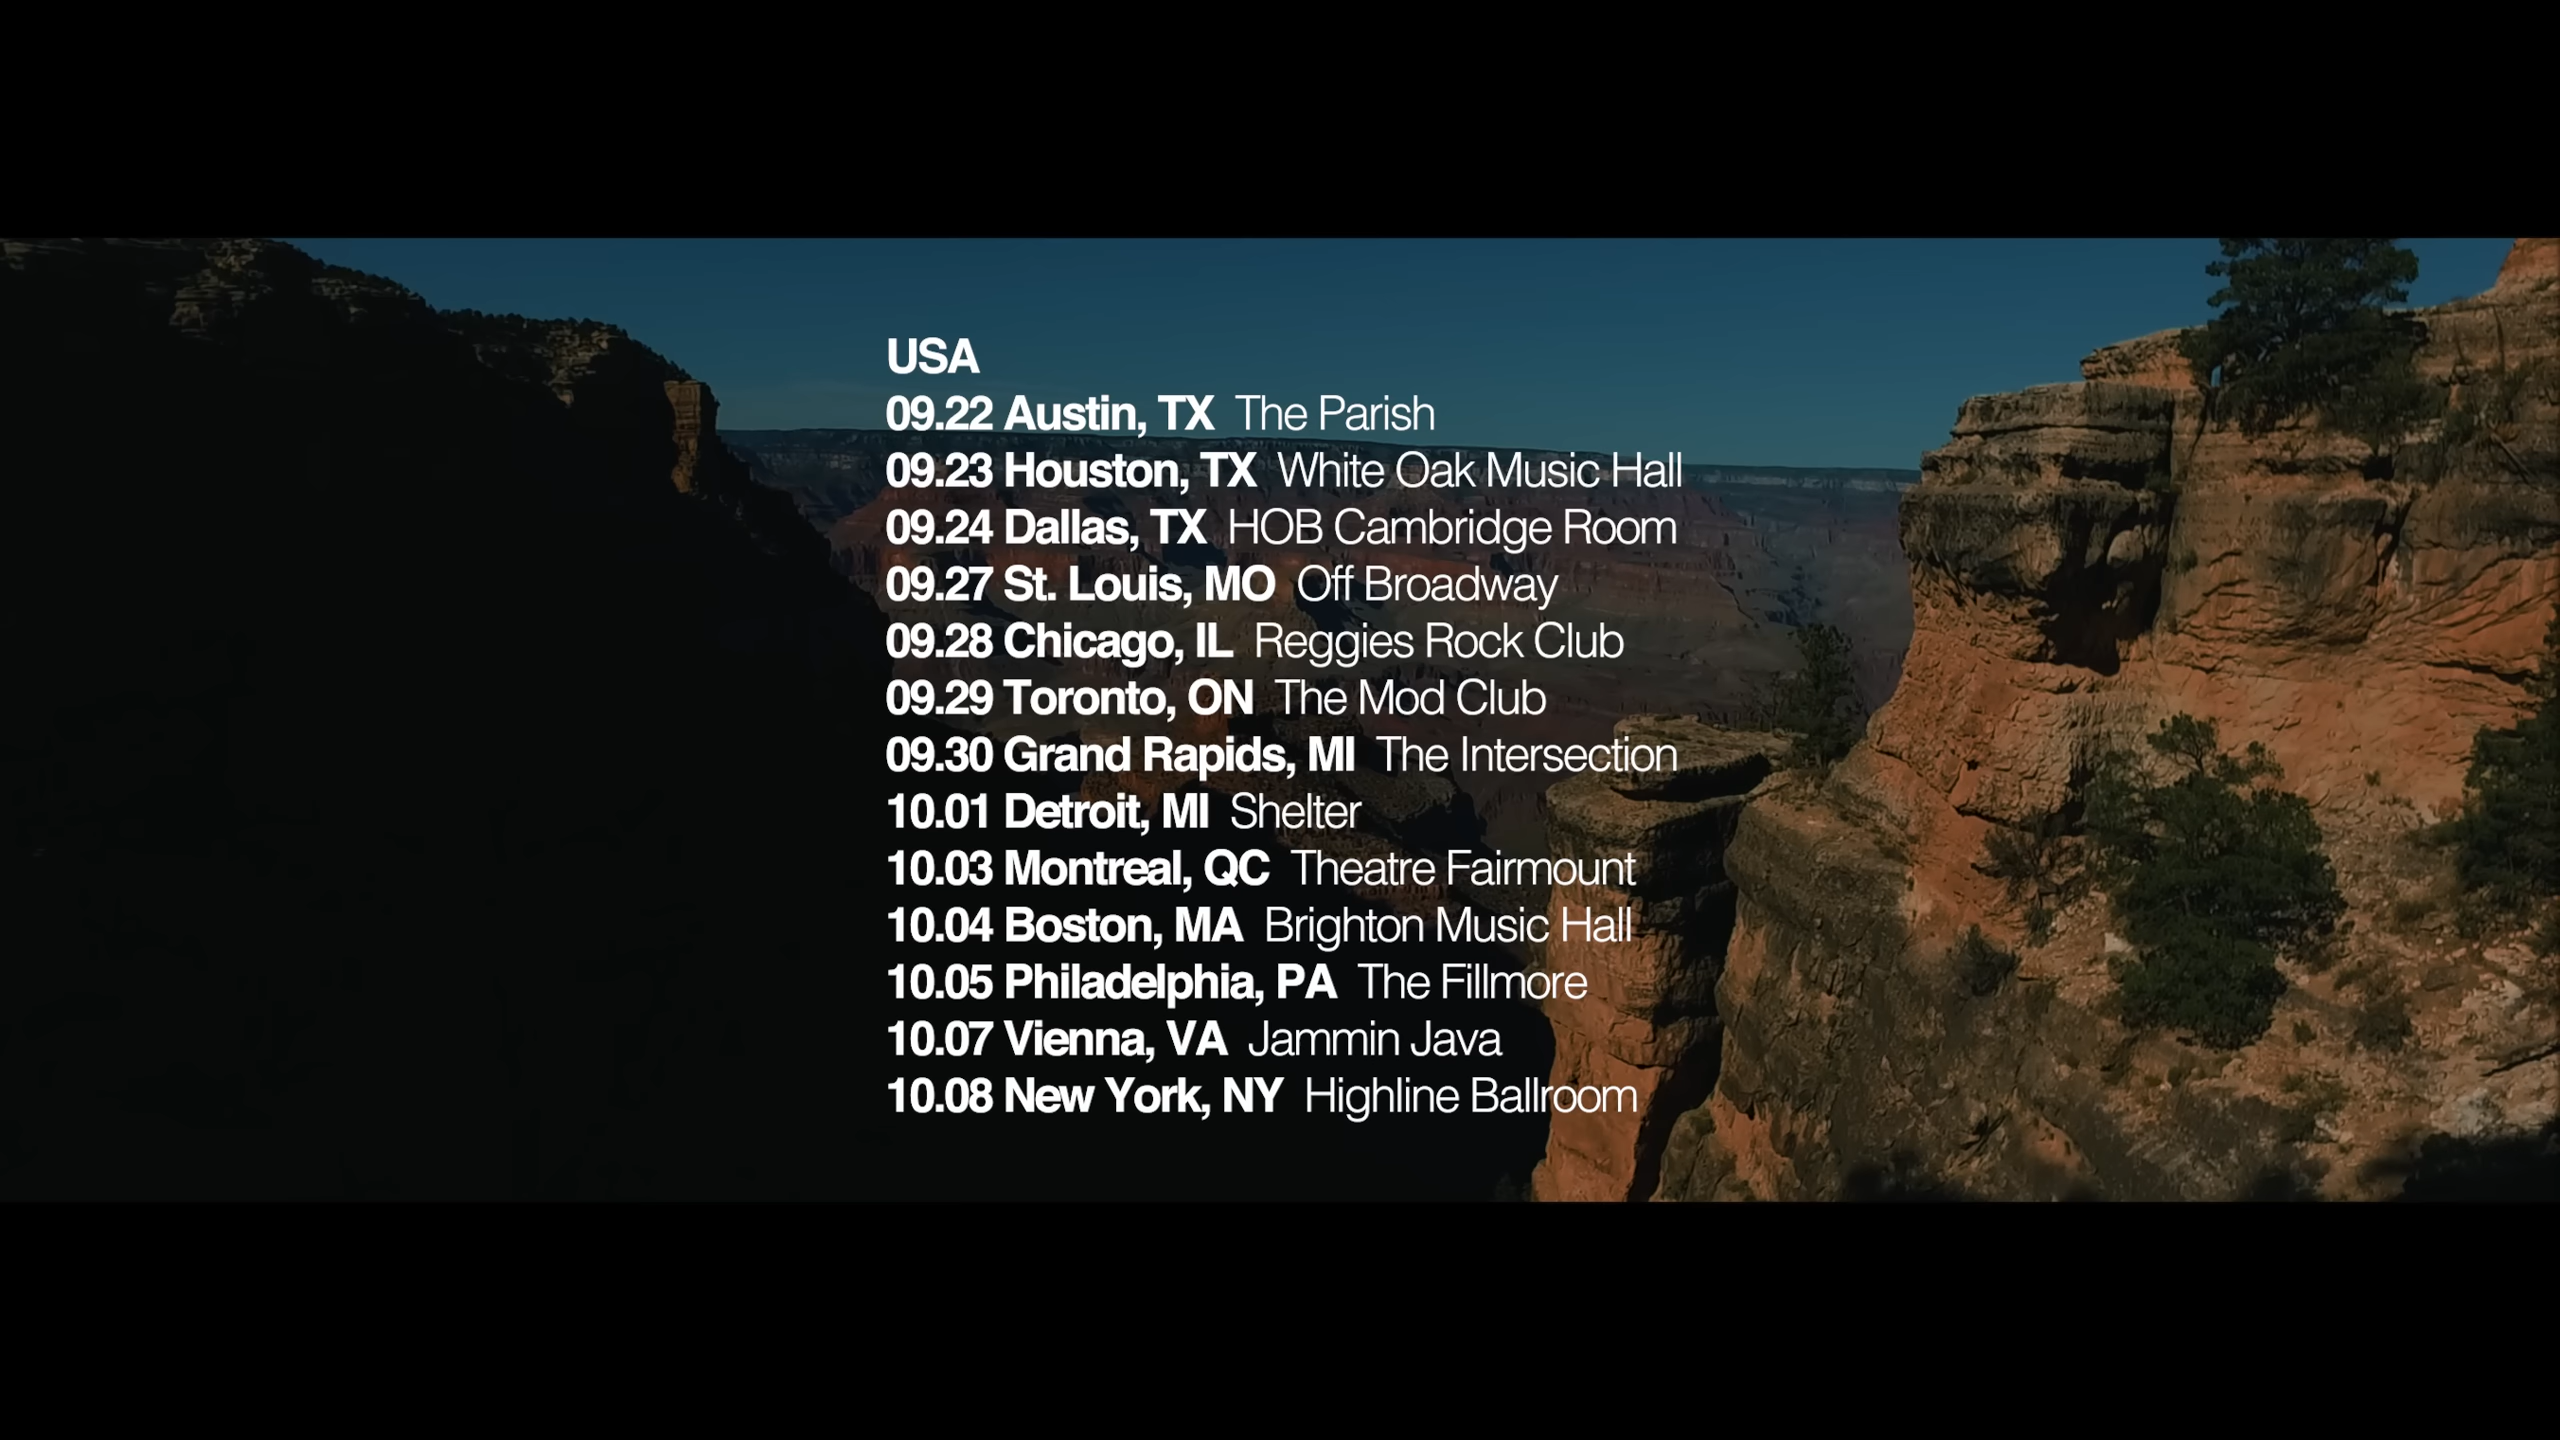 USA
09.22 Austin, TX The Parish
09.23 Houston, TX White Oak Music Hall
09.24 Dallas, TX HOB Cambridge Room
09.27 St. Louis, MO Off Broadway
09.28 Chicago, IL Reggies Rock Club
09.29 Toronto, ON The Mod Club
09.30 Grand Rapids, MI The Intersection
10.01 Detroit, MI Shelter
10.03 Montreal, QC Theatre Fairmount
10.04 Boston, MA Brighton Music Hall
10.05 Philadelphia, PA The Fillmore
10.07 Vienna, VA Jammin Java
10.08 New York, NY Highline Ballroom